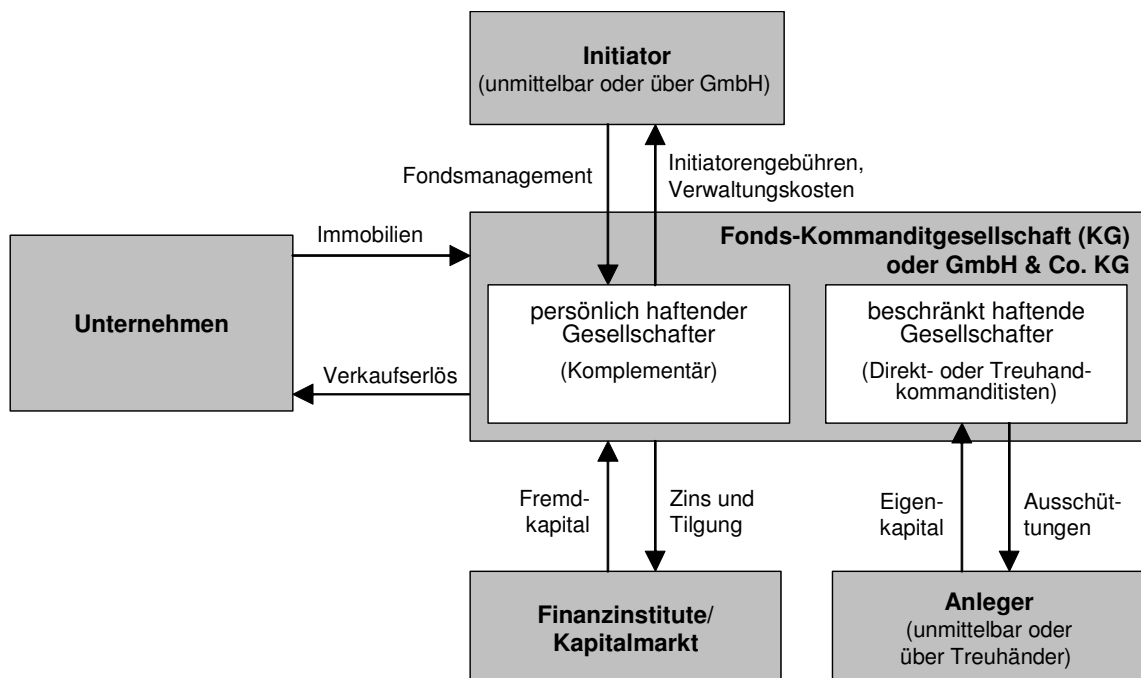 Initiator
(unmittelbar oder über GmbH)
Fondsmanagement
Initiatorengebühren,
Verwaltungskosten
Immobilien
Fonds-Kommanditgesellschaft (KG)
oder GmbH & Co. KG
Unternehmen
persönlich haftender
Gesellschafter
(Komplementär)
beschränkt haftende
Gesellschafter
(Direkt- oder Treuhand-
kommanditisten)
Verkaufserlös
Fremd-
kapital
Zins und
Tilgung
Eigen-
kapital
Ausschüt-
tungen
Finanzinstitute/
Kapitalmarkt
Anleger
(unmittelbar oder
über Treuhänder)